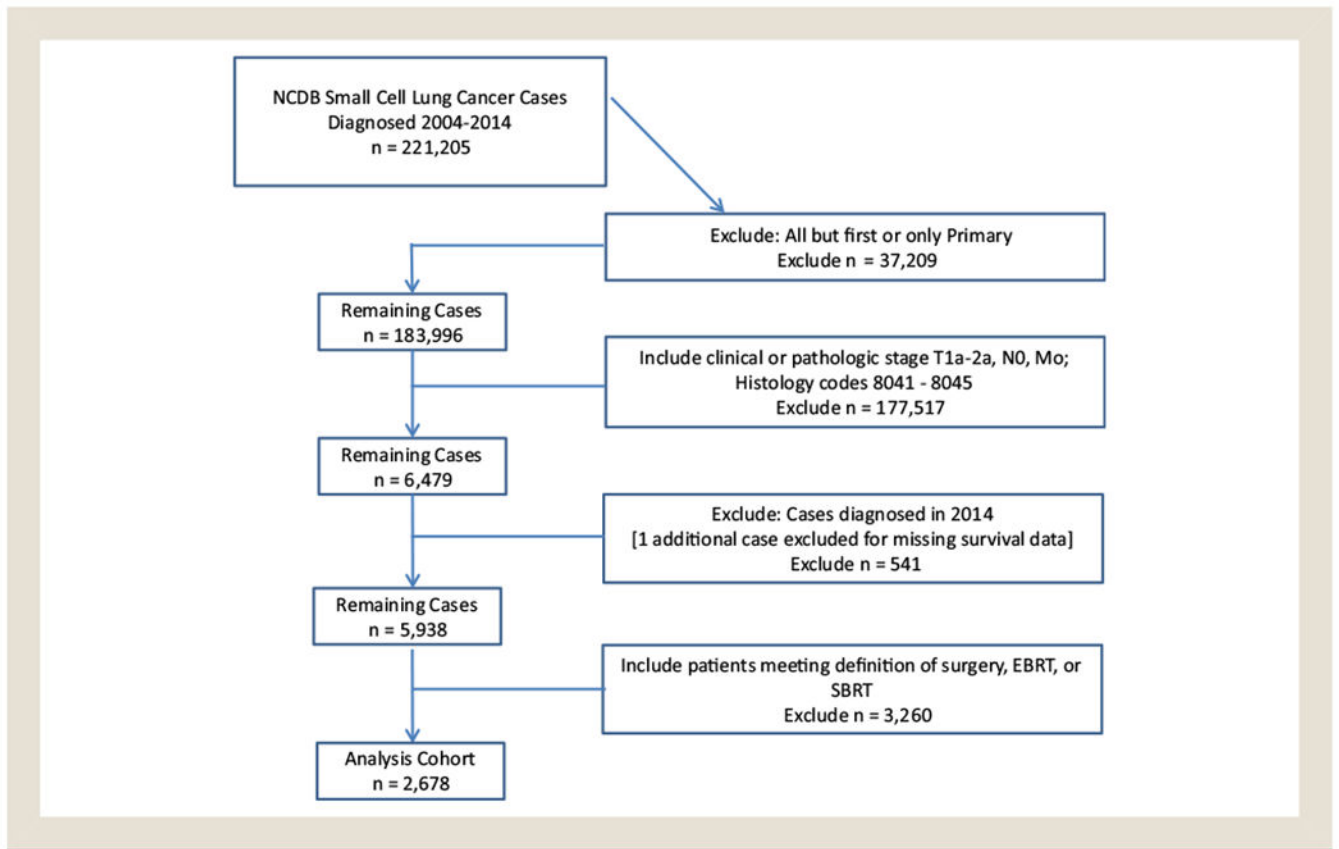 NCDB Small Cell Lung Cancer Cases
Diagnosed 2004-2014
n = 221,205
Exclude: All but first or only Primary
Exclude n = 37,209
Remaining Cases
n = 183,996
Include clinical or pathologic stage T1a-2a, N0, Mo;
Histology codes 8041 - 8045
Exclude n = 177,517
Remaining Cases
n = 6,479
Exclude: Cases diagnosed in 2014
[1 additional case excluded for missing survival data]
Exclude n = 541
Remaining Cases
n = 5,938
Include patients meeting definition of surgery, EBRT, or
SBRT
Exclude n = 3,260
Analysis Cohort
n = 2,678